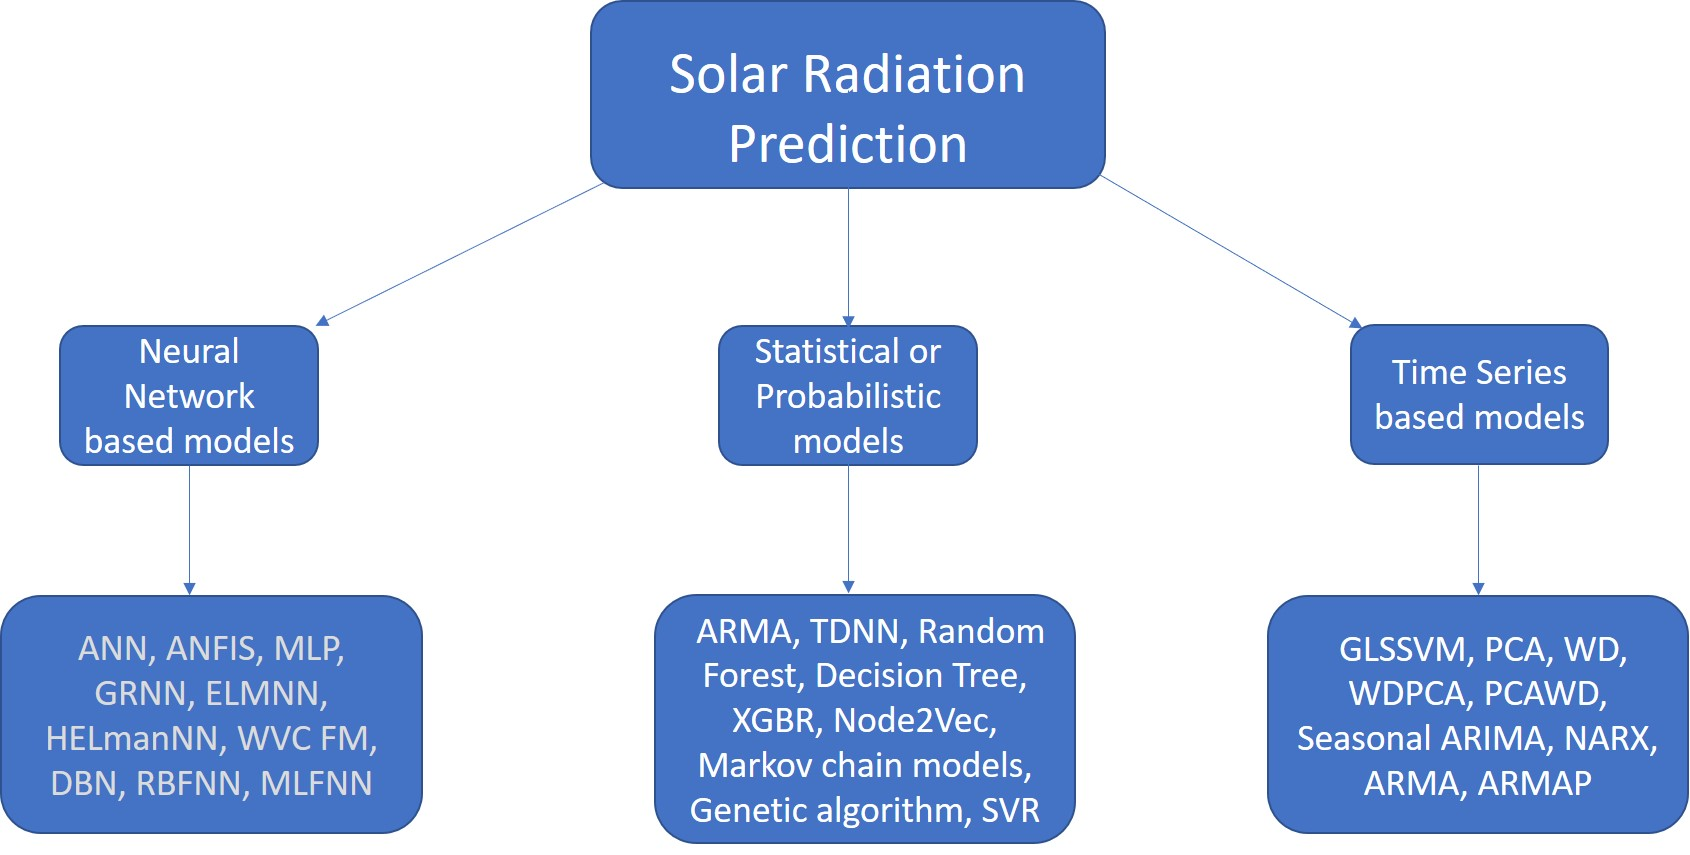 Solar Radiation
Prediction
Neural
Network
based models
Statistical or
Probabilistic
models
Time Series
based models
ANN, ANFIS, MLP,
GRNN, ELMNN,
HELmanNN, WVC FM,
DBN, RBFNN, MLFNN
ARMA, TDNN, Random
Forest, Decision Tree,
XGBR, Node2Vec,
Markov chain models,
Genetic algorithm, SVR
GLSSVM, PCA, WD,
WDPCA, PCAWD,
Seasonal ARIMA, NARX,
ARMA, ARMAP